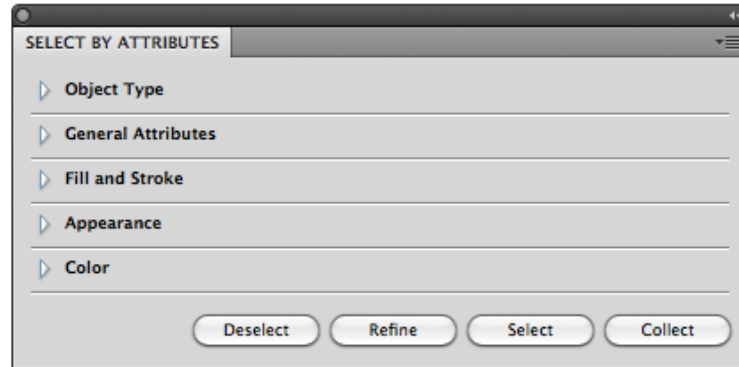 SELECT BY ATTRIBUTES
Object Type
General Attributes
Fill and Stroke
Appearance
Color
Deselect Refine Select Collect